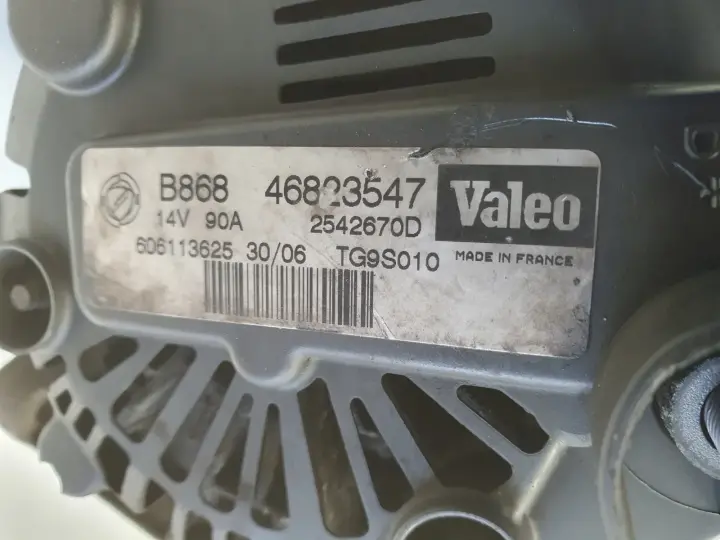 B868 46823547 Valeo
14V 90A 2542670D
606113625 30/06 TG9S010 MADE IN FRANCE